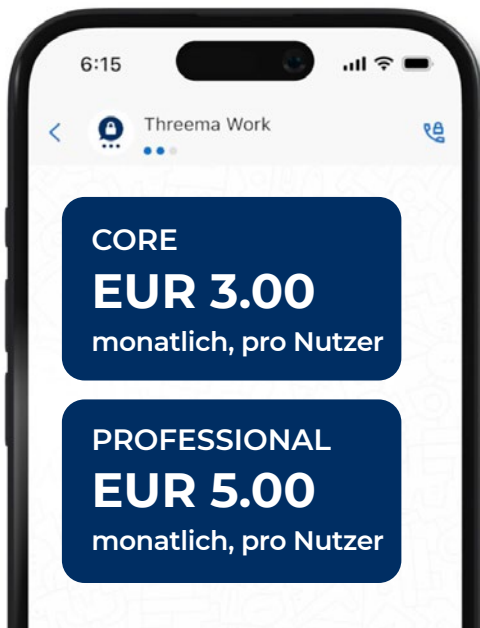 6:15
Threema Work
CORE
EUR 3.00
monatlich, pro Nutzer
PROFESSIONAL
EUR 5.00
monatlich, pro Nutzer